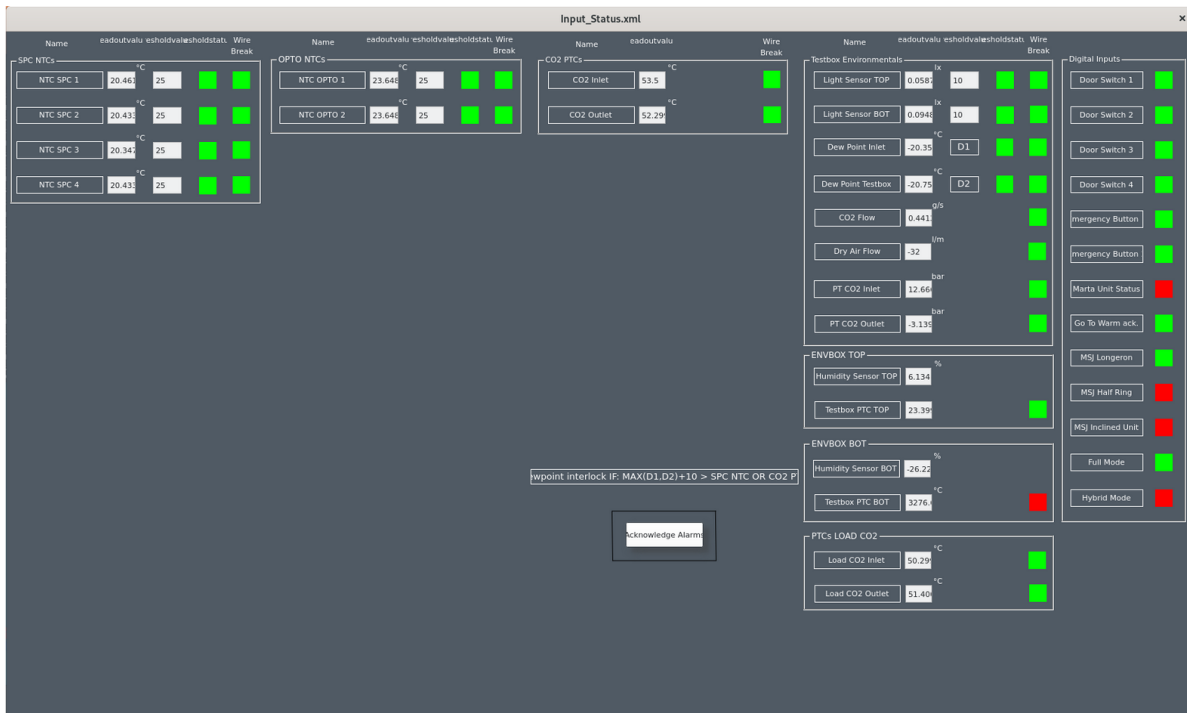 Input_Status.xml
×
Name eadoutvalu esholdvalu esholdstatu Wire Break
SPC NTCs
NTC SPC 1 20.461 °C 25
NTC SPC 2 20.433 °C 25
NTC SPC 3 20.347 °C 25
NTC SPC 4 20.433 °C 25
Name eadoutvalu esholdvalu esholdstatu Wire Break
OPTO NTCs
NTC OPTO 1 23.648 °C 25
NTC OPTO 2 23.648 °C 25
Name eadoutvalu Wire Break
CO2 PTCs
CO2 Inlet 53.5 °C
CO2 Outlet 52.29 °C
Name eadoutvalu esholdvalu esholdstatu Wire Break
Testbox Environmentals
Light Sensor TOP 0.0587 lx 10
Light Sensor BOT 0.0948 lx 10
Dew Point Inlet -20.35 °C D1
Dew Point Testbox -20.75 °C D2
CO2 Flow 0.441 g/s
Dry Air Flow -32 l/m
PT CO2 Inlet 12.66 bar
PT CO2 Outlet -3.139 bar
ENVBOX TOP
Humidity Sensor TOP 6.134 %
Testbox PTC TOP 23.39
ENVBOX BOT
Humidity Sensor BOT -26.22 %
Testbox PTC BOT 3276. °C
PTCs LOAD CO2
Load CO2 Inlet 50.29 °C
Load CO2 Outlet 51.40 °C
Digital Inputs
Door Switch 1
Door Switch 2
Door Switch 3
Door Switch 4
mergency Button
mergency Button
Marta Unit Status
Go To Warm ack.
MSJ Longeron
MSJ Half Ring
MSJ Inclined Unit
Full Mode
Hybrid Mode
wpoint interlock IF: MAX(D1,D2)+10 > SPC NTC OR CO2 P
Acknowledge Alarms